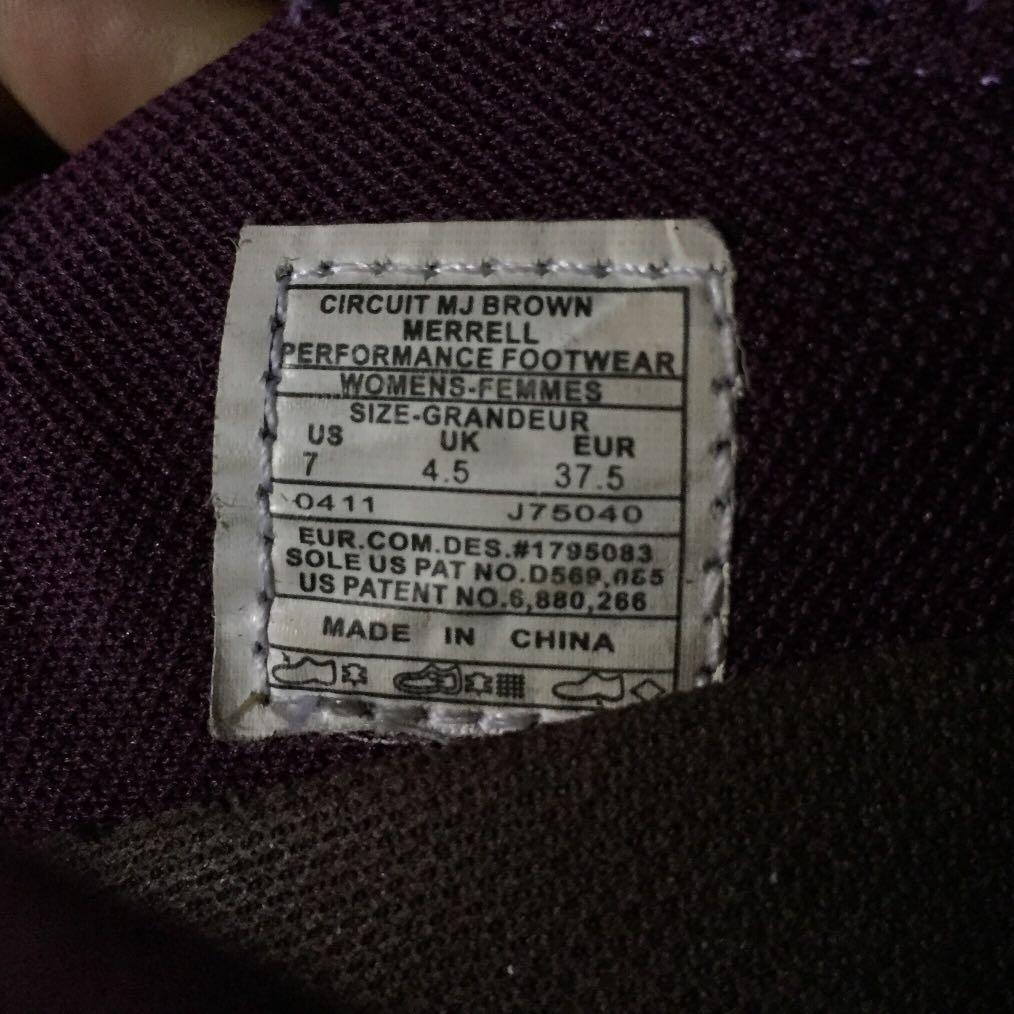 CIRCUIT MJ BROWN
MERRELL
PERFORMANCE FOOTWEAR
WOMENS-FEMMES
SIZE-GRANDEUR
US UK EUR
7 4.5 37.5
0411 J75040
EUR.COM.DES.#1795083
SOLE US PAT NO.
US PATENT NO.6,880,266
MADE IN CHINA